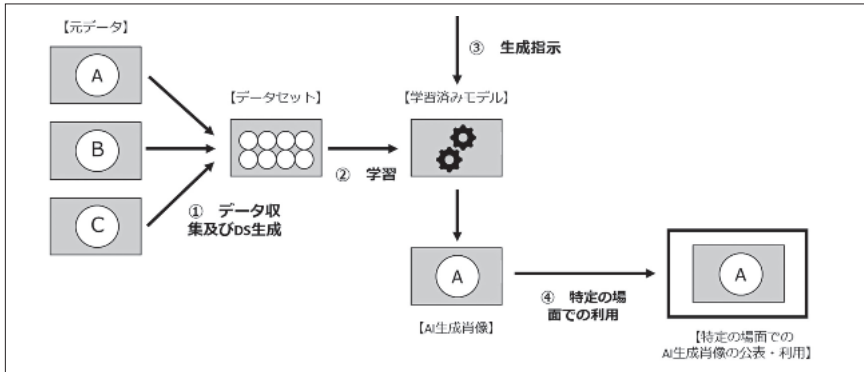 【元データ】
A
B
C
① データ収
集及びDS生成
【データセット】
② 学習
③ 生成指示
【学習済みモデル】
A
【AI生成肖像】
④ 特定の場
面での利用
A
【特定の場面での
AI生成肖像の公表・利用】